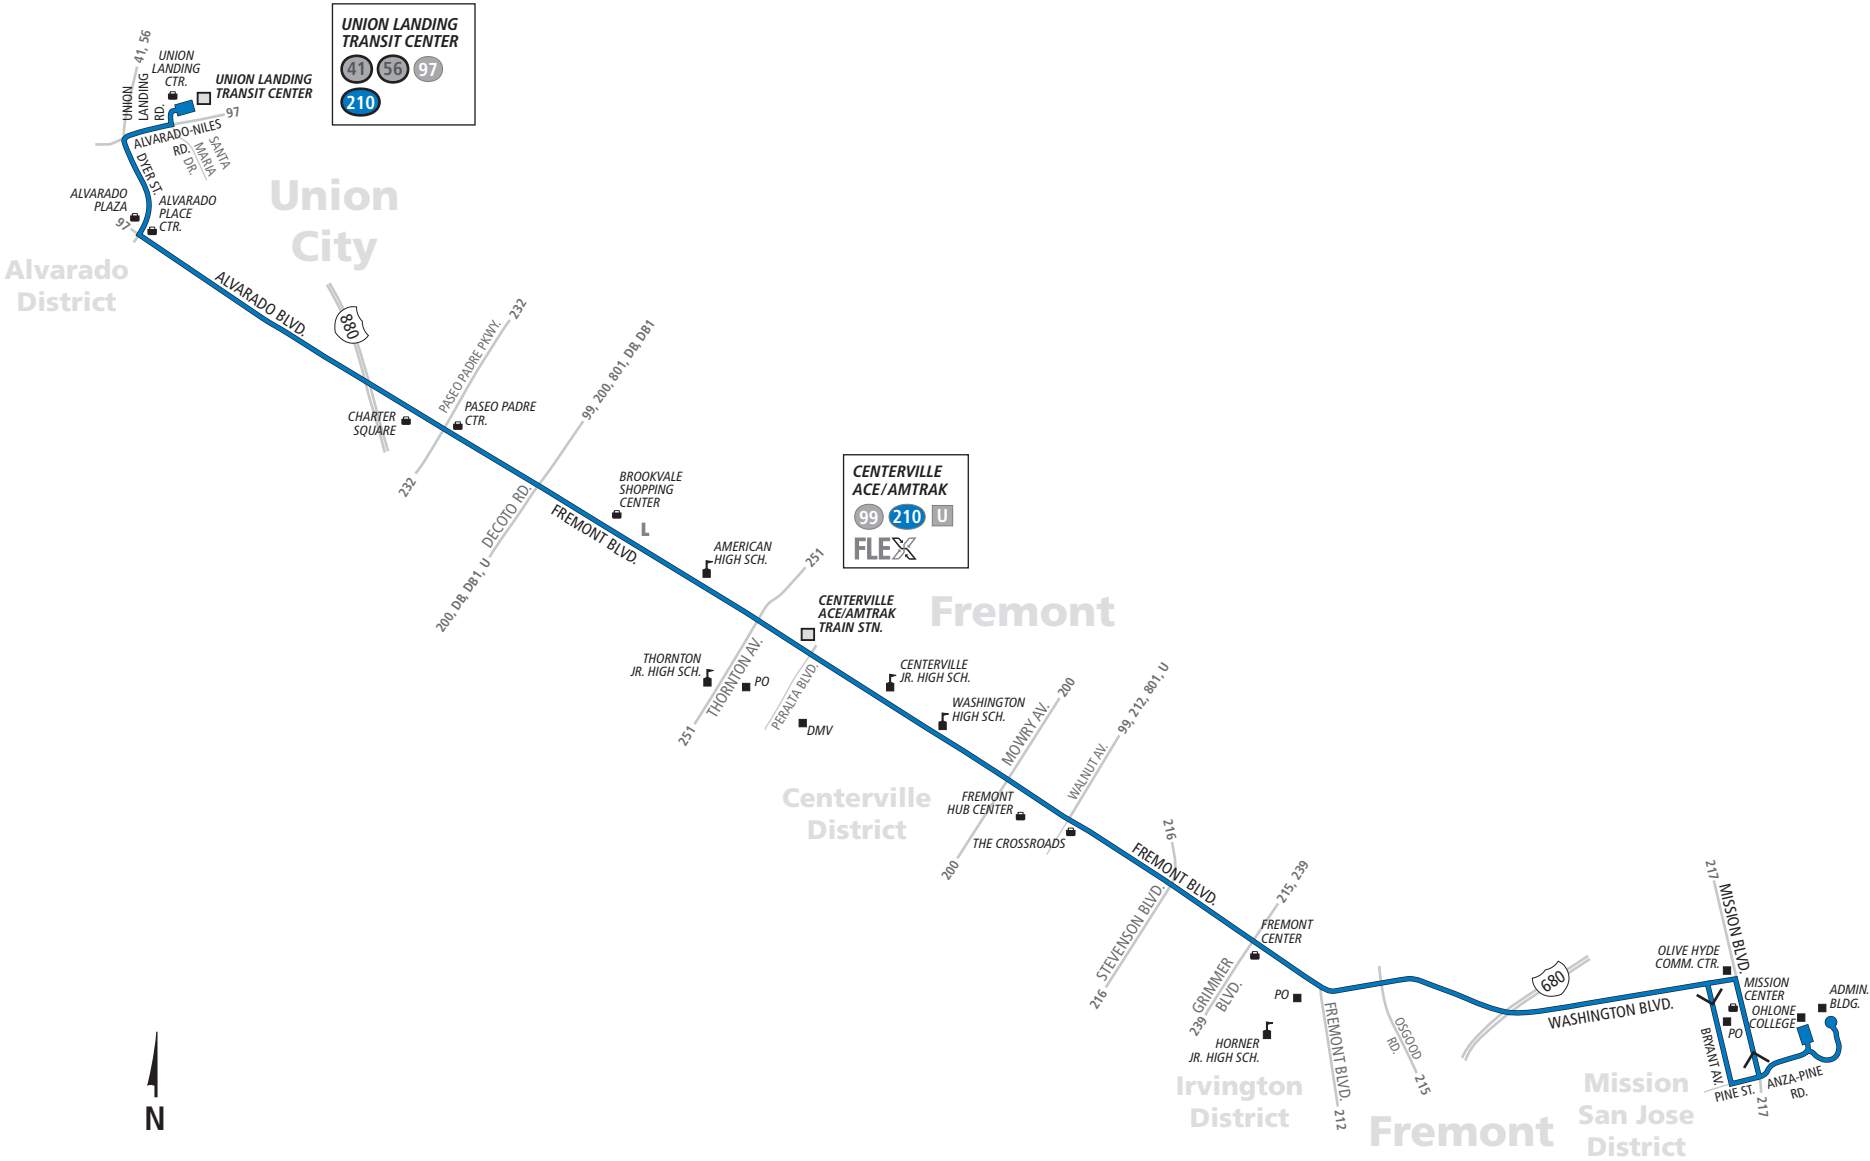 UNION LANDING
TRANSIT CENTER
41 56 97
210
41, 56
UNION
LANDING
CTR.
UNION LANDING
TRANSIT CENTER
UNION
LANDING
RD.
97
ALVARADO-NILES
RD.
SANTA
MARIA
DR.
DYER ST.
ALVARADO
PLAZA
ALVARADO
PLACE
CTR.
97
Union
City
Alvarado
District
ALVARADO BLVD.
880
PASEO PADRE PKWY.
232
CHARTER
SQUARE
PASEO PADRE
CTR.
232
99, 200, 801, DB, DB1
DECOTO RD.
200, DB, DB1, U
BROOKVALE
SHOPPING
CENTER
L
FREMONT BLVD.
AMERICAN
HIGH SCH.
CENTERVILLE
ACE/AMTRAK
99 210 U
FLEX
251
CENTERVILLE
ACE/AMTRAK
TRAIN STN.
Fremont
THORNTON
JR. HIGH SCH.
THORNTON AV.
PO
251
PERALTA BLVD.
DMV
CENTERVILLE
JR. HIGH SCH.
WASHINGTON
HIGH SCH.
MOWRY AV.
200
99, 212, 801, U
WALNUT AV.
Centerville
District
FREMONT
HUB CENTER
THE CROSSROADS
200
216
FREMONT BLVD.
STEVENSON BLVD.
216
215, 239
FREMONT
CENTER
GRIMMER
BLVD.
239
PO
HORNER
JR. HIGH SCH.
FREMONT BLVD.
212
OSGOOD
RD.
215
680
WASHINGTON BLVD.
217
MISSION BLVD.
OLIVE HYDE
COMM. CTR.
MISSION
CENTER
OHLONE
COLLEGE
ADMIN.
BLDG.
PO
BRYANT AV.
PINE ST.
ANZA-PINE
RD.
217
Irvington
District
Fremont
Mission
San Jose
District
N